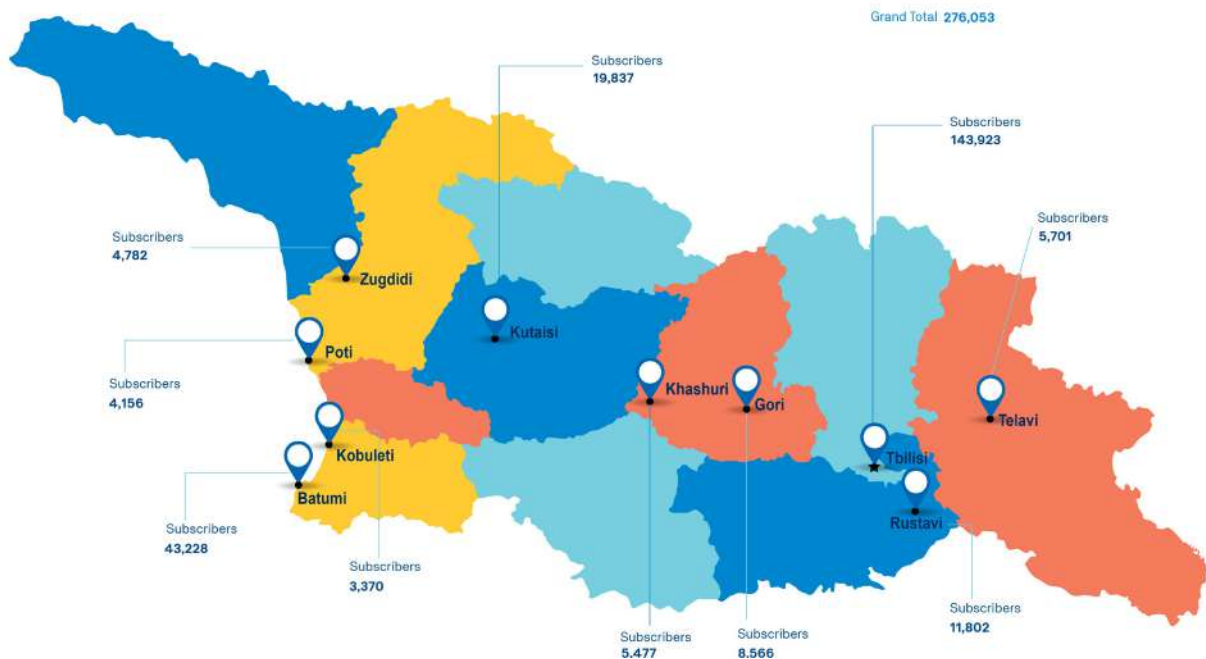 Grand Total 276,053
Subscribers
19,837
Subscribers
143,923
Subscribers
5,701
Subscribers
4,782
Zugdidi
Kutaisi
Poti
Subscribers
4,156
Khashuri
Gori
Telavi
Kobuleti
Tbilisi
Batumi
Rustavi
Subscribers
43,228
Subscribers
3,370
Subscribers
11,802
Subscribers
5.477
Subscribers
8.566